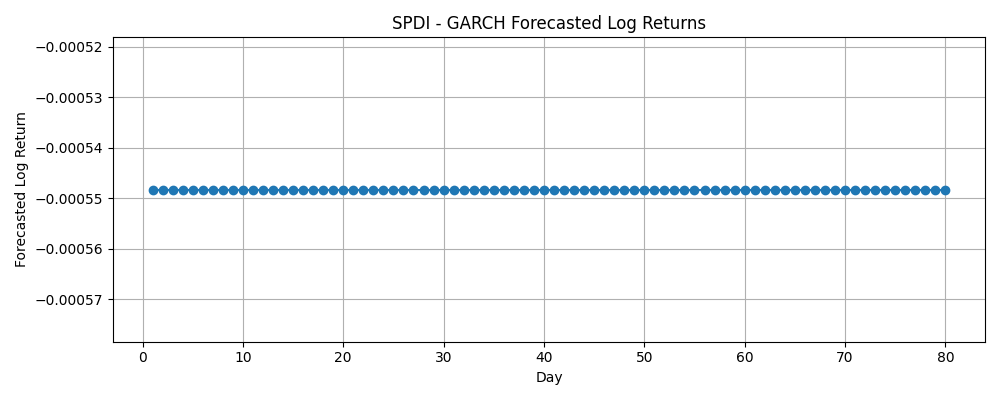 SPDI - GARCH Forecasted Log Returns
−0.00052
−0.00053
−0.00054
−0.00055
−0.00056
−0.00057
Forecasted Log Return
0 10 20 30 40 50 60 70 80
Day